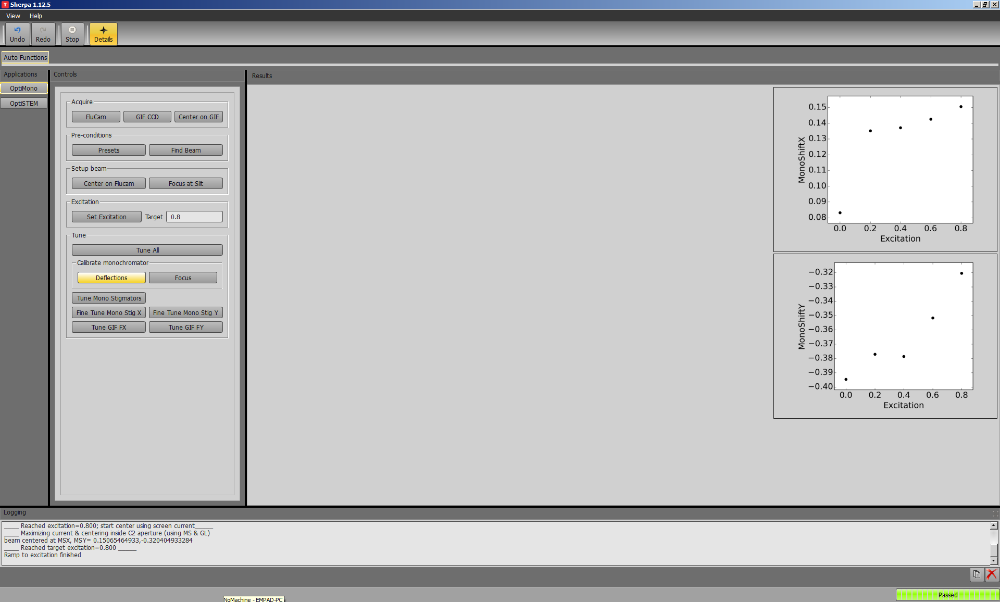 Sherpa 1.12.5
View Help
Undo Redo Stop Details
Auto Functions
Applications
OptiMono
OptiSTEM
Controls
Acquire
FluCam GIF CCD Center on GIF
Pre-conditions
Presets Find Beam
Setup beam
Center on Flucam Focus at Slit
Excitation
Set Excitation Target 0.8
Tune
Tune All
Calibrate monochromator
Deflections Focus
Tune Mono Stigmators
Fine Tune Mono Stig X Fine Tune Mono Stig Y
Tune GIF FX Tune GIF FY
Results
MonoShiftX
0.15
0.14
0.13
0.12
0.11
0.10
0.09
0.08
0.0 0.2 0.4 0.6 0.8
Excitation
MonoShiftY
−0.32
−0.33
−0.34
−0.35
−0.36
−0.37
−0.38
−0.39
−0.40
0.0 0.2 0.4 0.6 0.8
Excitation
Logging
____ Reached excitation=0.800; start center using screen current_____
____ Maximizing current & centering inside C2 aperture (using MS & GL)
beam centered at MSX, MSY= 0.15065464933,-0.320404933284
____ Reached target excitation=0.800 _____
Ramp to excitation finished
Passed
NoMachine - EMPAD-PC